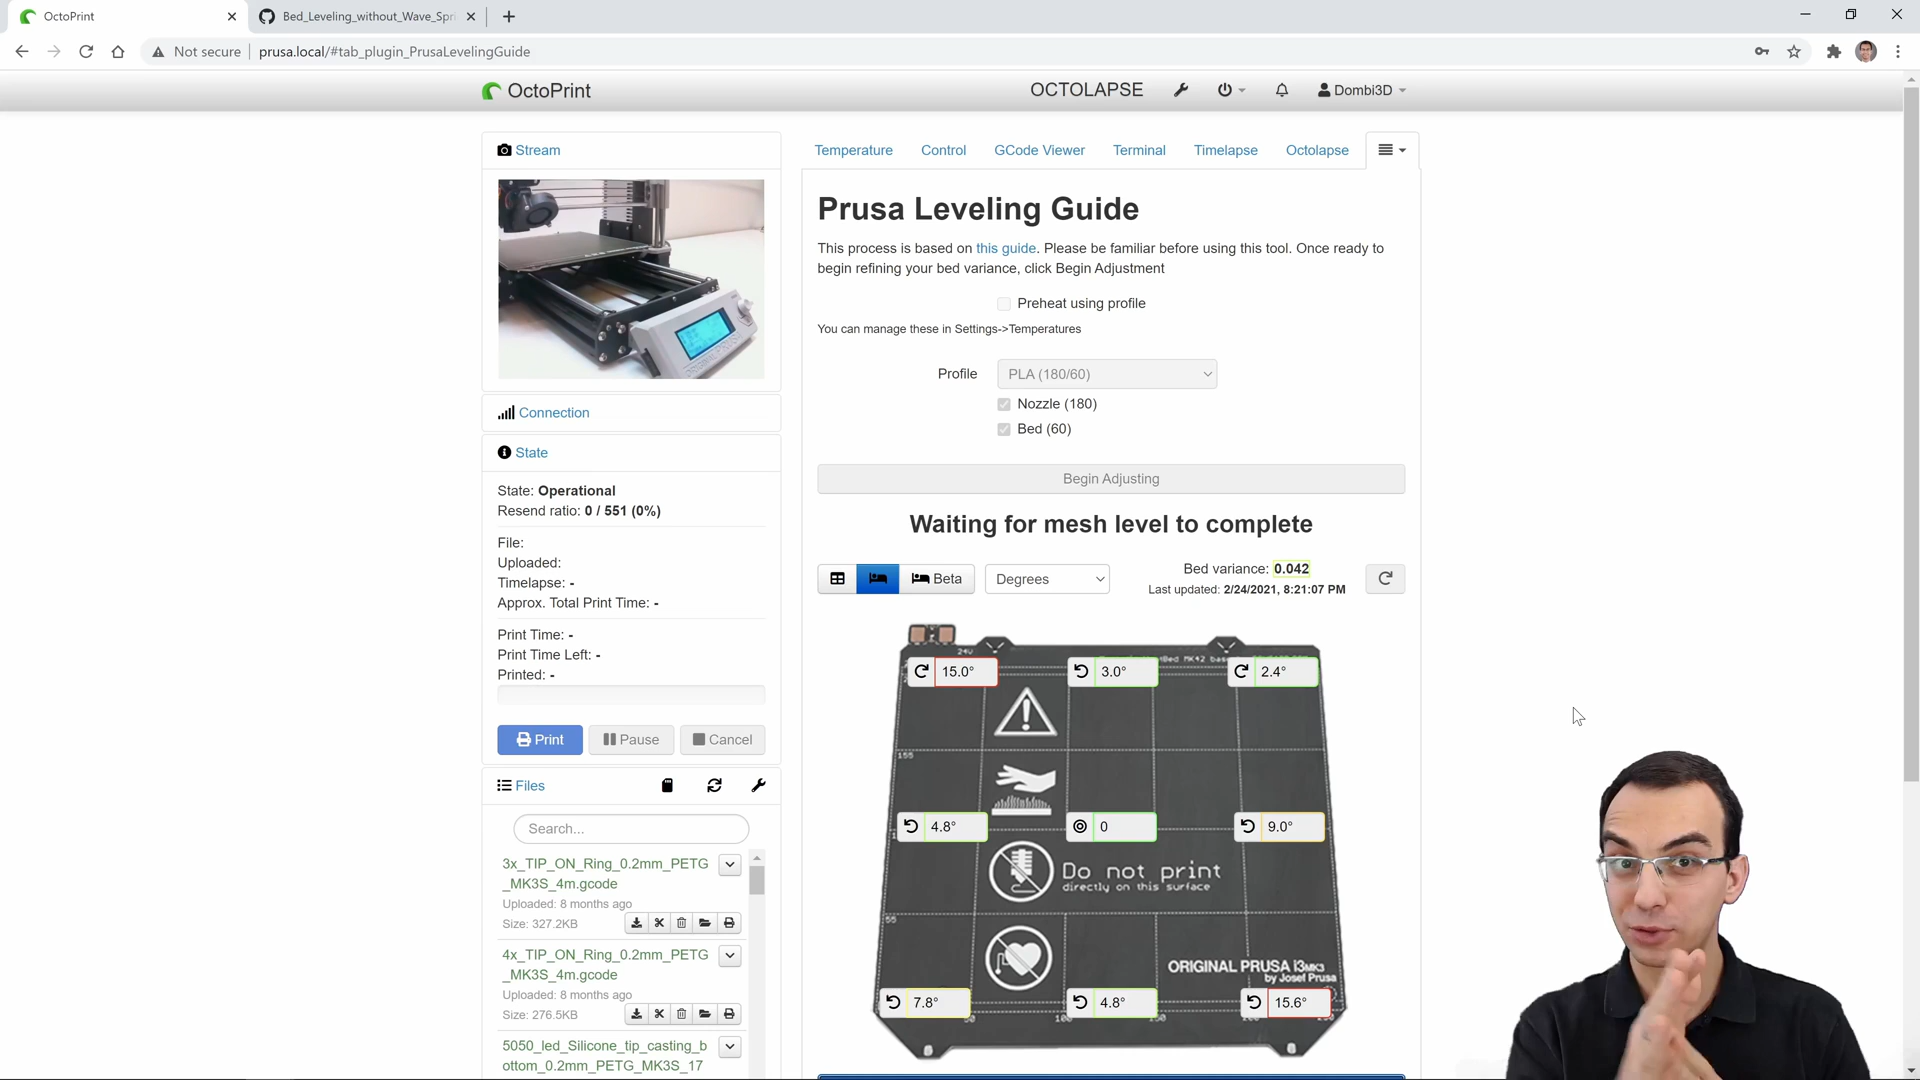 OctoPrint
Bed_Leveling_without_Wave_Spri
Not secure
prusa.local/#tab_plugin_PrusaLevelingGuide
OctoPrint
OCTOLAPSE
Dombi3D
Stream
Connection
State
State: Operational
Resend ratio: 0 / 551 (0%)
File:
Uploaded:
Timelapse: -
Approx. Total Print Time: -
Print Time: -
Print Time Left: -
Printed: -
Print
Pause
Cancel
Files
Search...
3x_TIP_ON_Ring_0.2mm_PETG
_MK3S_4m.gcode
Uploaded: 8 months ago
Size: 327.2KB
4x_TIP_ON_Ring_0.2mm_PETG
_MK3S_4m.gcode
Uploaded: 8 months ago
Size: 276.5KB
5050_led_Silicone_tip_casting_b
ottom_0.2mm_PETG_MK3S_17
Temperature
Control
GCode Viewer
Terminal
Timelapse
Octolapse
Prusa Leveling Guide
This process is based on this guide. Please be familiar before using this tool. Once ready to
begin refining your bed variance, click Begin Adjustment
Preheat using profile
You can manage these in Settings->Temperatures
Profile
PLA (180/60)
Nozzle (180)
Bed (60)
Begin Adjusting
Waiting for mesh level to complete
Beta
Degrees
Bed variance: 0.042
Last updated: 2/24/2021, 8:21:07 PM
24V
15.0°
3.0°
2.4°
155
4.8°
0
9.0°
Do not print
directly on this surface
55
ORIGINAL PRUSA i3MK3
by Josef Prusa
7.8°
4.8°
15.6°